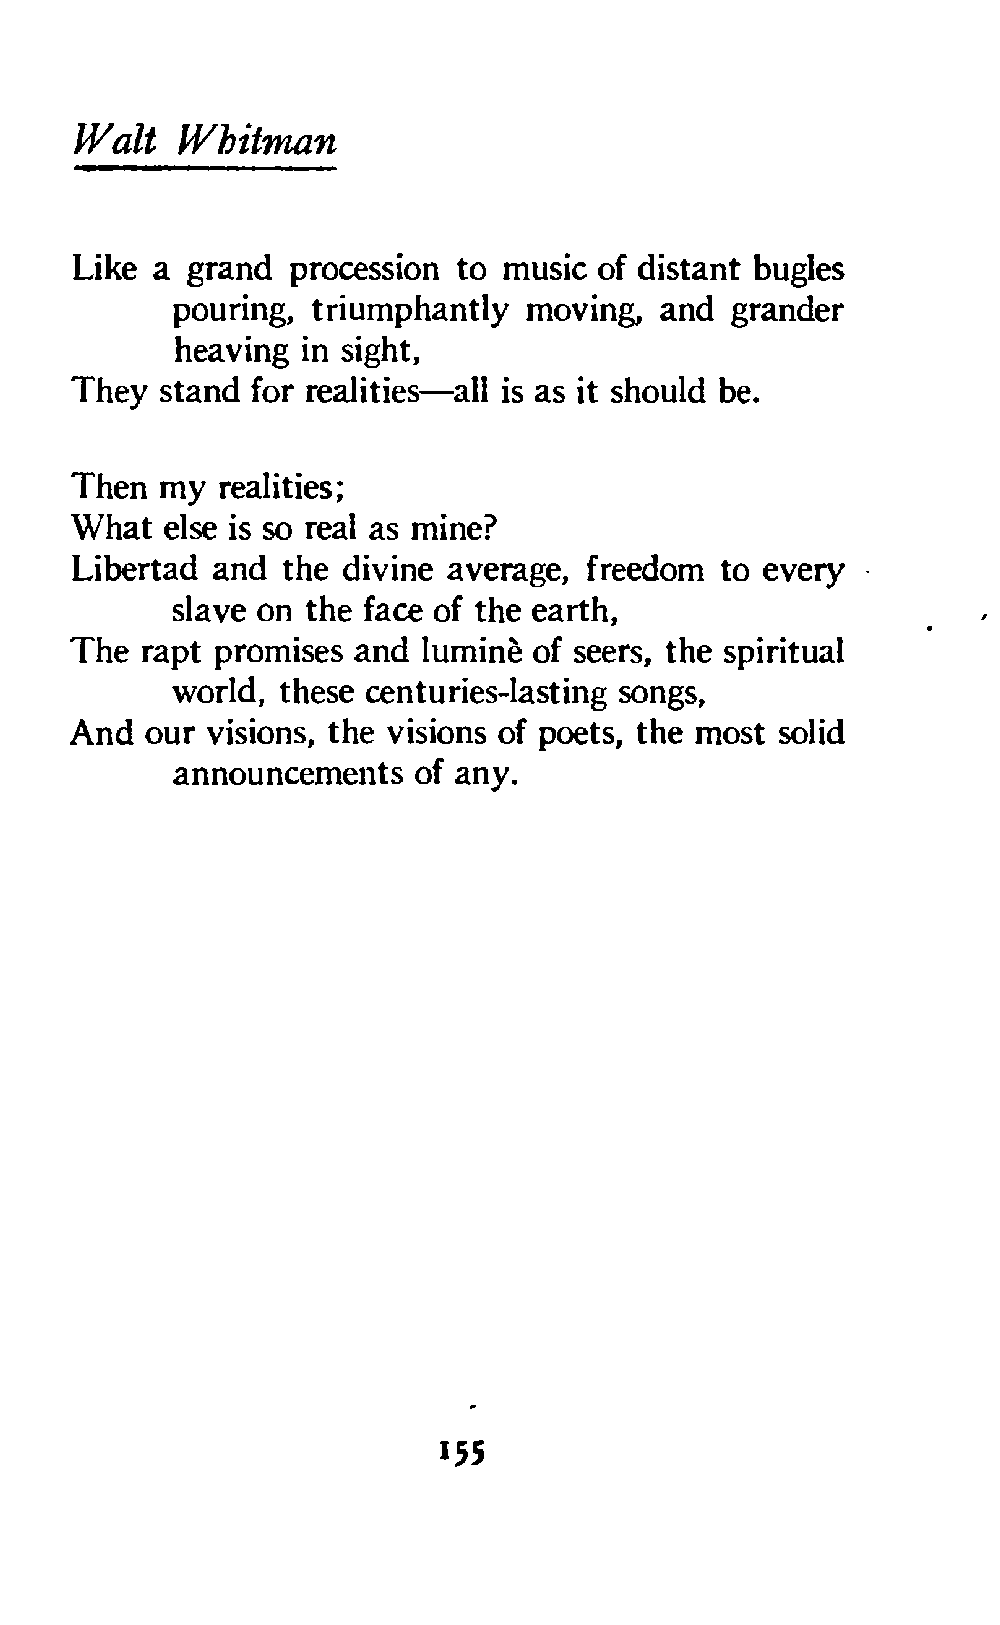 Walt Whitman
Like a grand procession to music of distant bugles
pouring, triumphantly moving, and grander
heaving in sight,
They stand for realities—all is as it should be.
Then my realities;
What else is so real as mine?
Libertad and the divine average, freedom to every
slave on the face of the earth,
The rapt promises and luminè of seers, the spiritual
world, these centuries-lasting songs,
And our visions, the visions of poets, the most solid
announcements of any.
155